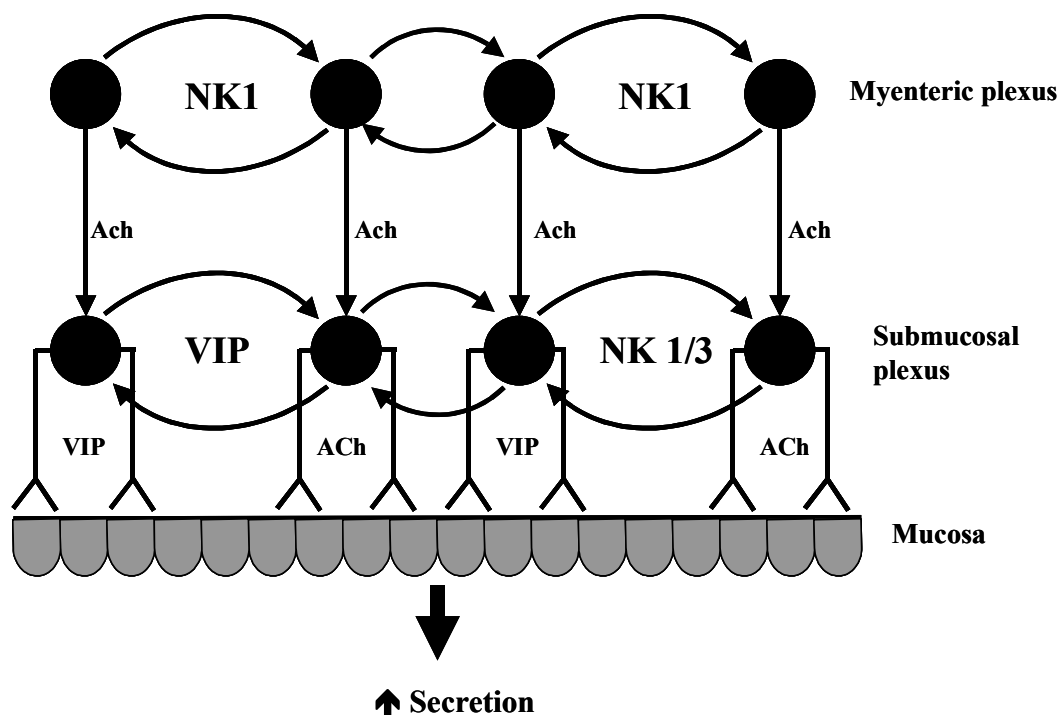 NK1
NK1
Myenteric plexus
Ach
Ach
Ach
Ach
VIP
NK 1/3
Submucosal
plexus
VIP
ACh
VIP
ACh
Mucosa
Secretion